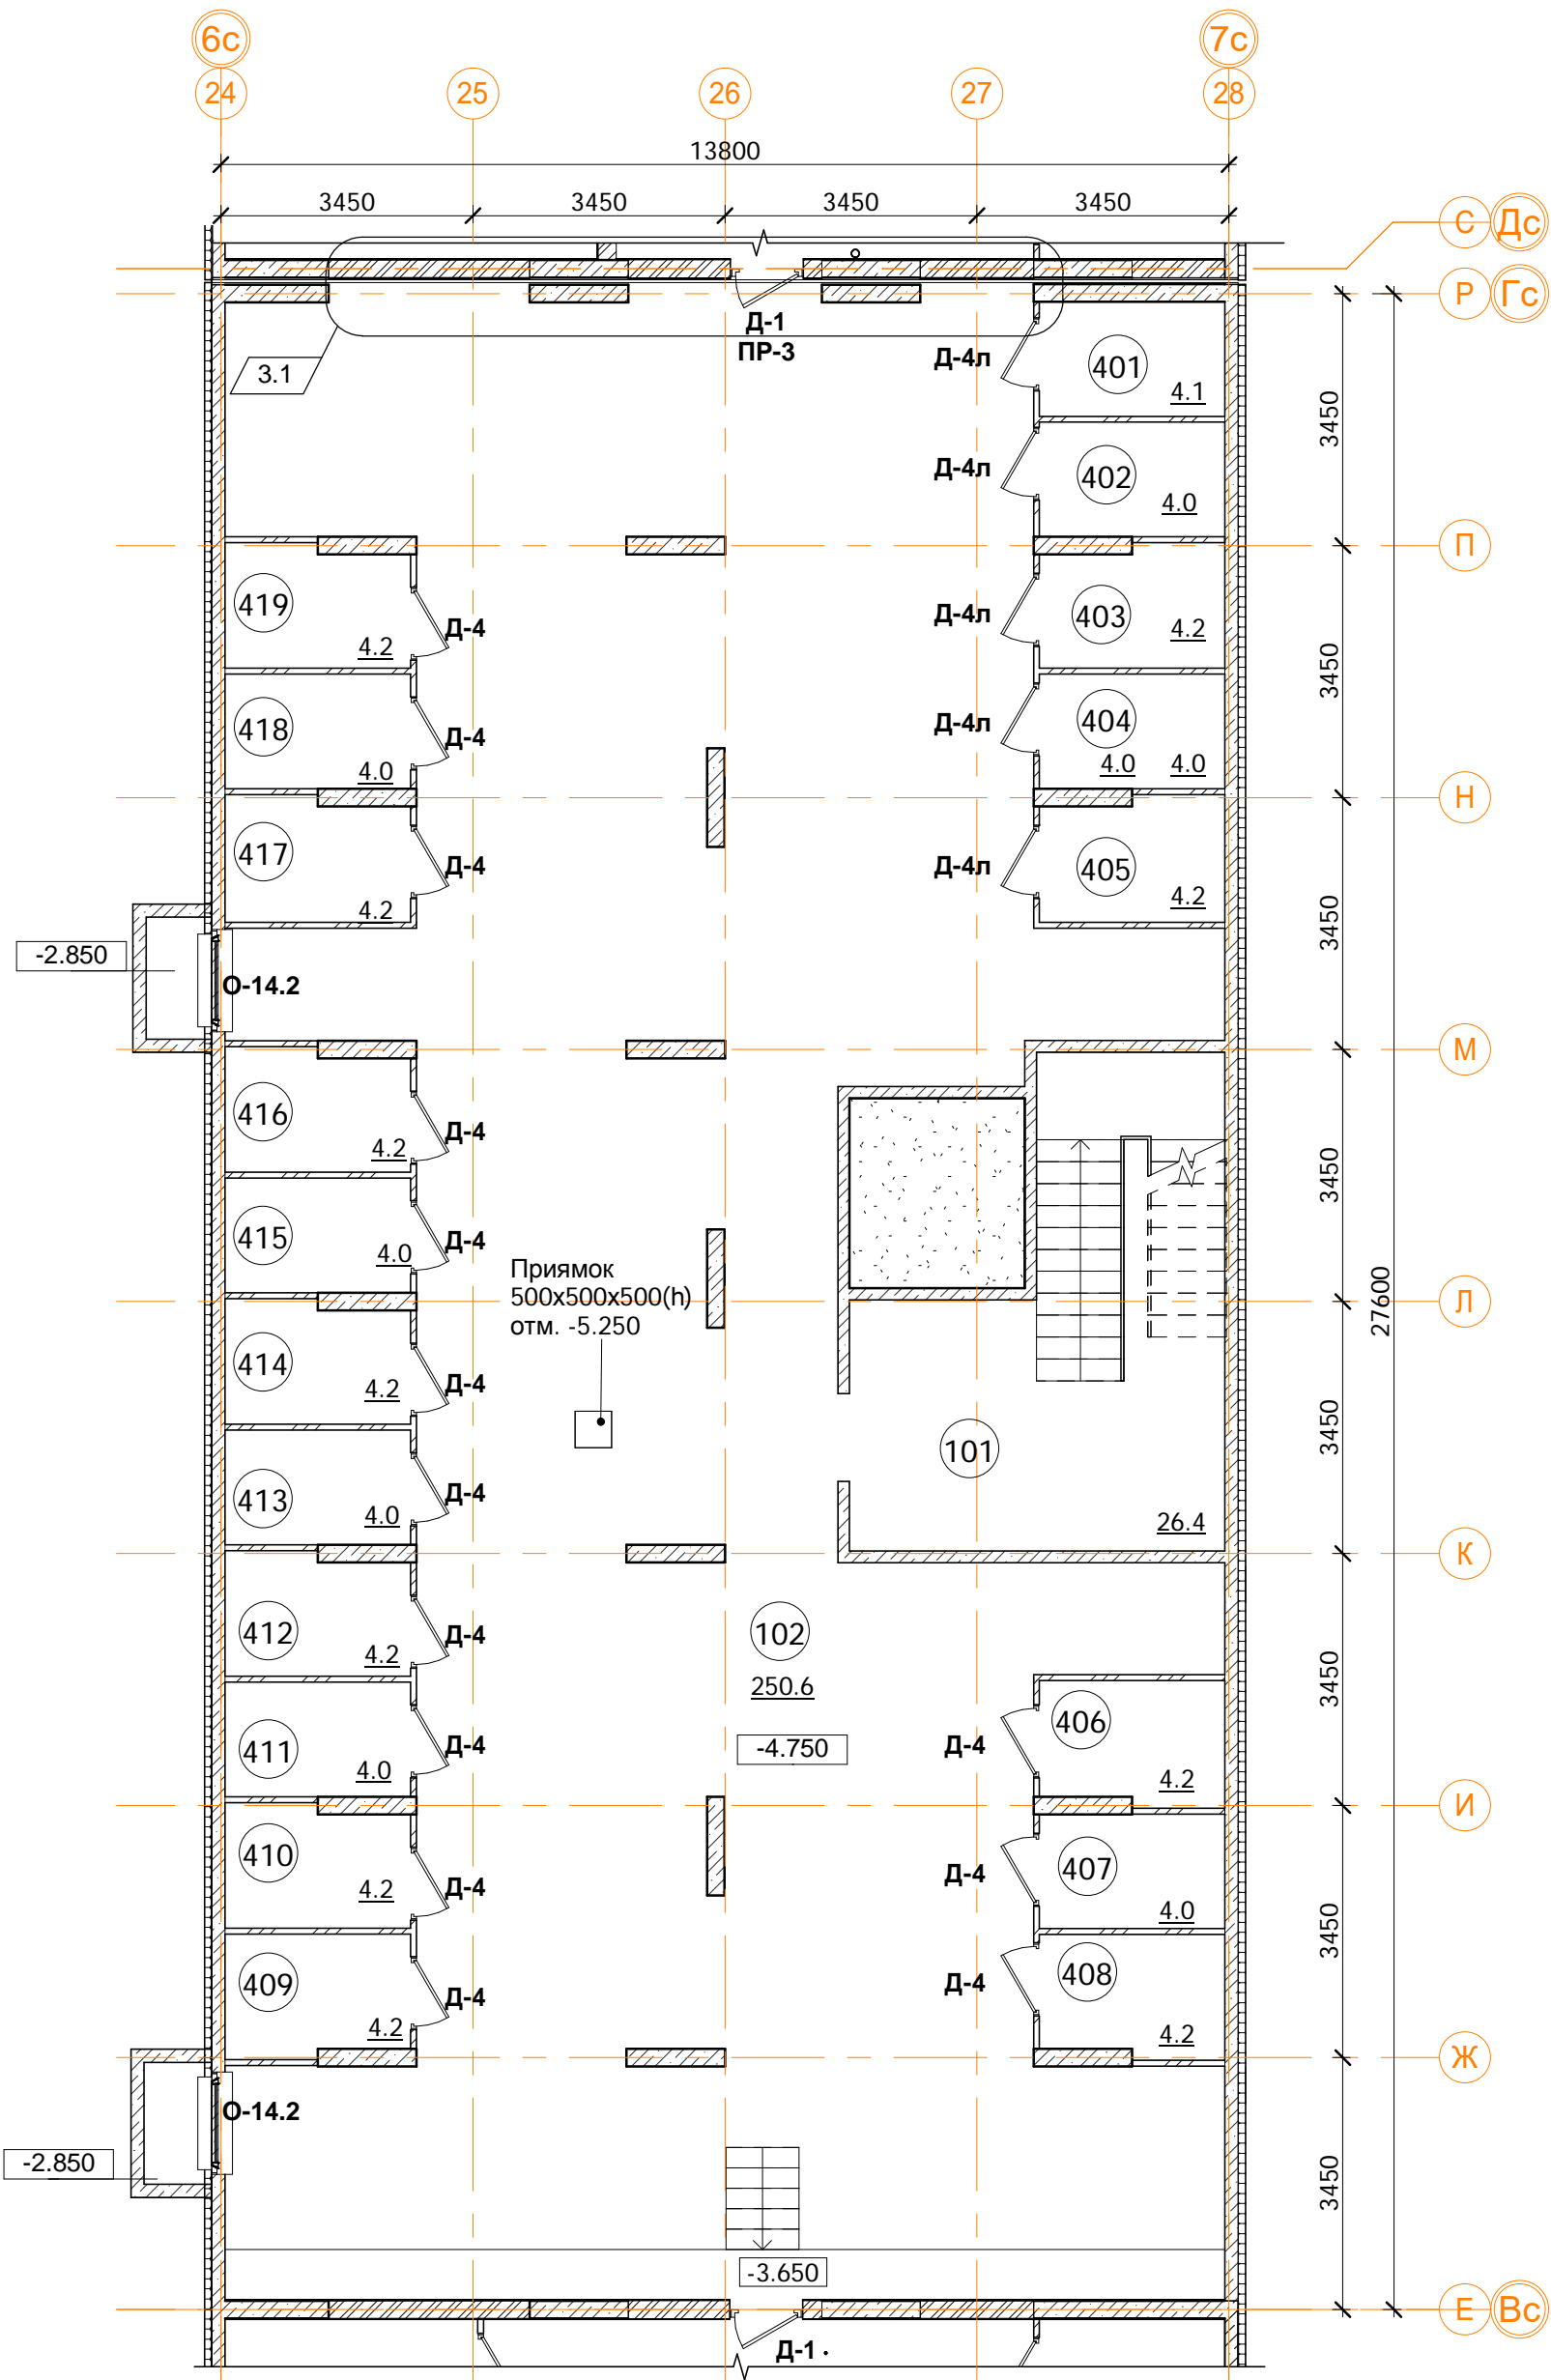 6с
7с
24
25
26
27
28
13800
3450
3450
3450
3450
С
Дс
Р
Гс
Д-1
ПР-3
3.1
Д-4л
401
4.1
3450
Д-4л
402
4.0
П
419
4.2
Д-4
Д-4л
403
4.2
3450
418
4.0
Д-4
Д-4л
404
4.0
4.0
Н
417
4.2
Д-4
Д-4л
405
4.2
3450
-2.850
О-14.2
М
416
4.2
Д-4
3450
415
4.0
Д-4
Приямок
500х500х500(h)
отм. -5.250
Л
27600
414
4.2
Д-4
3450
101
26.4
413
4.0
Д-4
К
412
4.2
Д-4
102
250.6
-4.750
3450
411
4.0
Д-4
Д-4
406
4.2
И
410
4.2
Д-4
Д-4
407
4.0
3450
409
4.2
Д-4
Д-4
408
4.2
Ж
О-14.2
-2.850
3450
-3.650
Е
Вс
Д-1